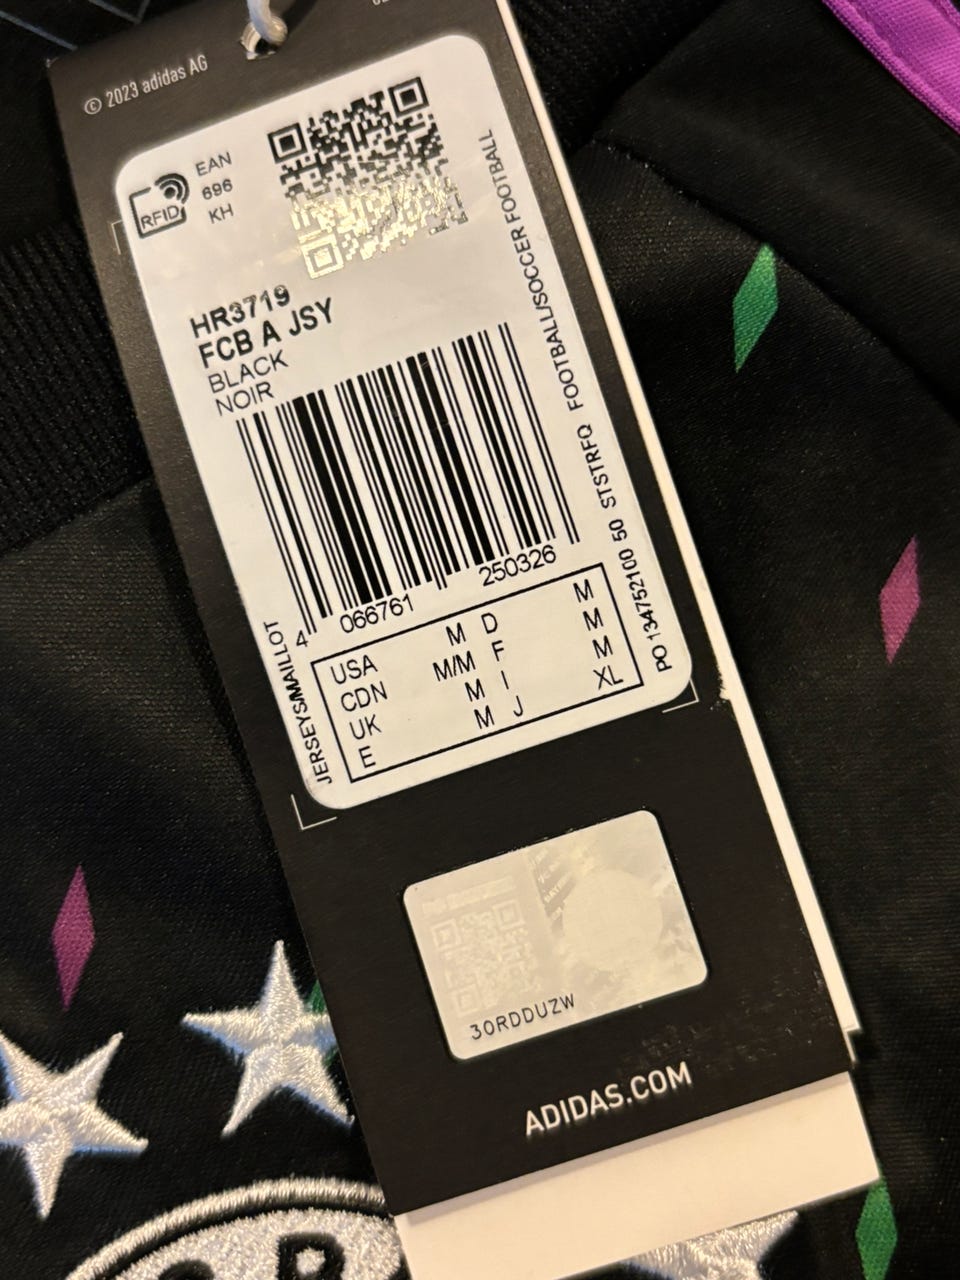 © 2023 adidas AG
EAN
696
KH
RFID
HR3719
FCB A JSY
BLACK
NOIR
4 066761 250326
JERSEYS/MAILLOT
PO 134752100 50 STSTRFQ FOOTBALL/SOCCER FOOTBALL
USA M D M
CDN M/M F M
UK M I M
E M J XL
30RDDUZW
ADIDAS.COM